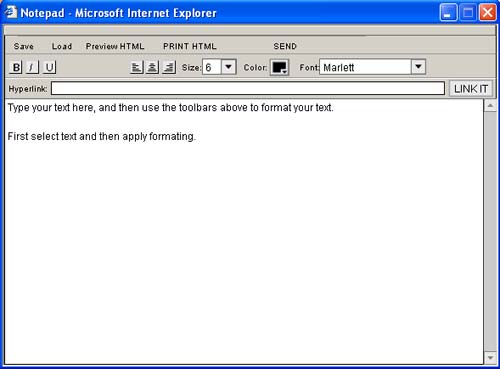 Notepad - Microsoft Internet Explorer
Save Load Preview HTML PRINT HTML SEND
B I U Size: 6 Color: Font: Marlett
Hyperlink: LINK IT
Type your text here, and then use the toolbars above to format your text.
First select text and then apply formating.